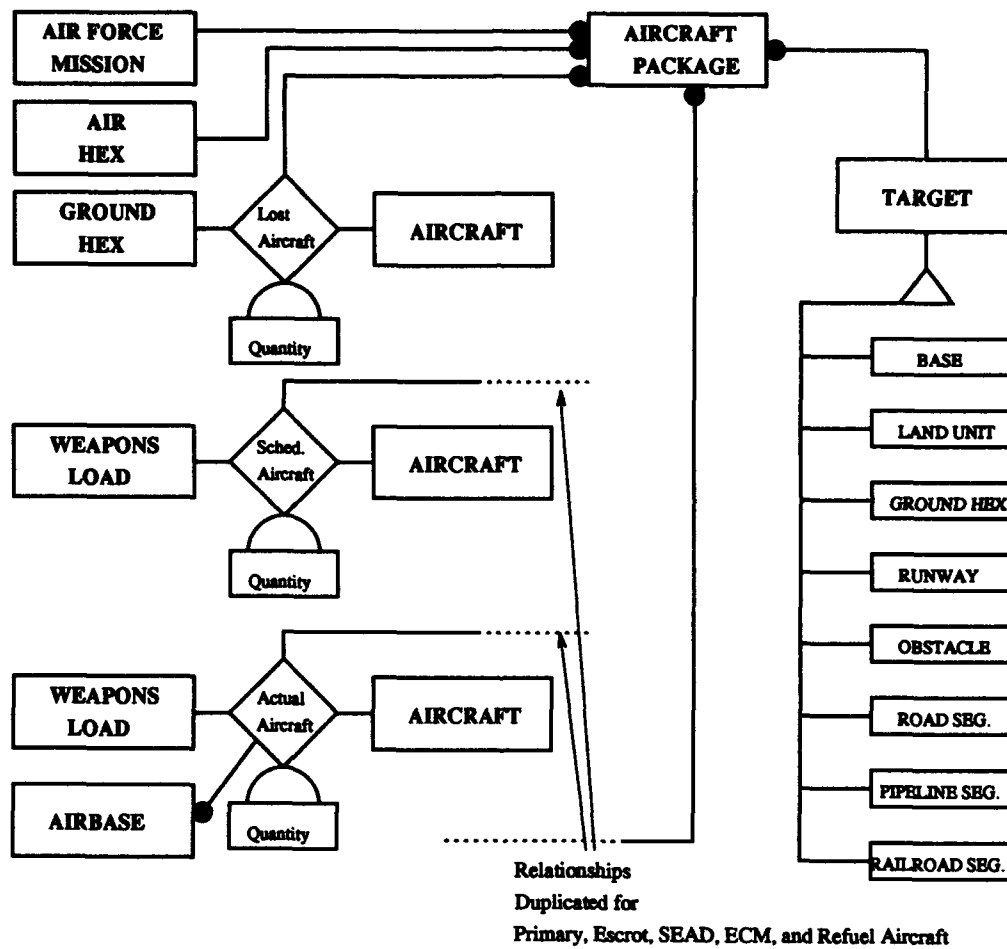 AIR FORCE
MISSION
AIRCRAFT
PACKAGE
AIR
HEX
TARGET
GROUND
HEX
Lost
Aircraft
AIRCRAFT
Quantity
BASE
LAND UNIT
WEAPONS
LOAD
Sched.
Aircraft
AIRCRAFT
GROUND HEX
Quantity
RUNWAY
OBSTACLE
WEAPONS
LOAD
Actual
Aircraft
AIRCRAFT
ROAD SEG.
PIPELINE SEG.
AIRBASE
Quantity
RAILROAD SEG.
Relationships
Duplicated for
Primary, Escrot, SEAD, ECM, and Refuel Aircraft